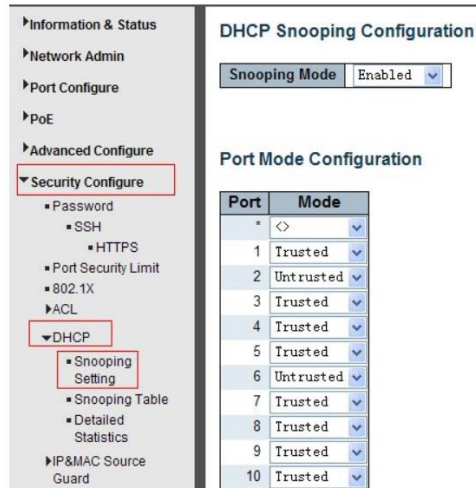 Information & Status
Network Admin
Port Configure
PoE
Advanced Configure
Security Configure
Password
SSH
HTTPS
Port Security Limit
802.1X
ACL
DHCP
Snooping
Setting
Snooping Table
Detailed
Statistics
IP&MAC Source
Guard
DHCP Snooping Configuration
Snooping Mode Enabled
Port Mode Configuration
Port Mode
* <>
1 Trusted
2 Untrusted
3 Trusted
4 Trusted
5 Trusted
6 Untrusted
7 Trusted
8 Trusted
9 Trusted
10 Trusted